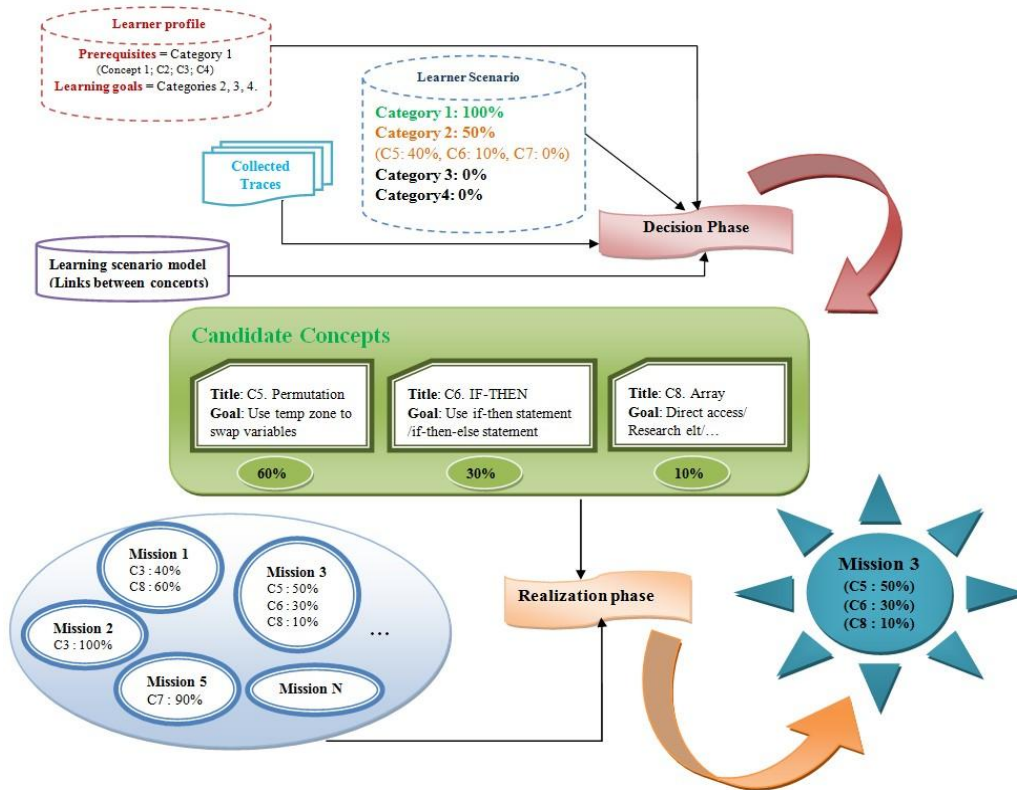 Learner profile
Prerequisites = Category 1
(Concept 1; C2; C3; C4)
Learning goals = Categories 2, 3, 4.
Learner Scenario
Category 1: 100%
Category 2: 50%
(C5: 40%, C6: 10%, C7: 0%)
Category 3: 0%
Category4: 0%
Collected
Traces
Decision Phase
Learning scenario model
(Links between concepts)
Candidate Concepts
Title: C5. Permutation
Goal: Use temp zone to
swap variables
60%
Title: C6. IF-THEN
Goal: Use if-then statement
/if-then-else statement
30%
Title: C8. Array
Goal: Direct access/
Research elt/…
10%
Mission 1
C3 : 40%
C8 : 60%
Mission 3
C5 : 50%
C6 : 30%
C8 : 10%
Mission 2
C3 : 100%
…
Mission 5
C7 : 90%
Mission N
Realization phase
Mission 3
(C5 : 50%)
(C6 : 30%)
(C8 : 10%)